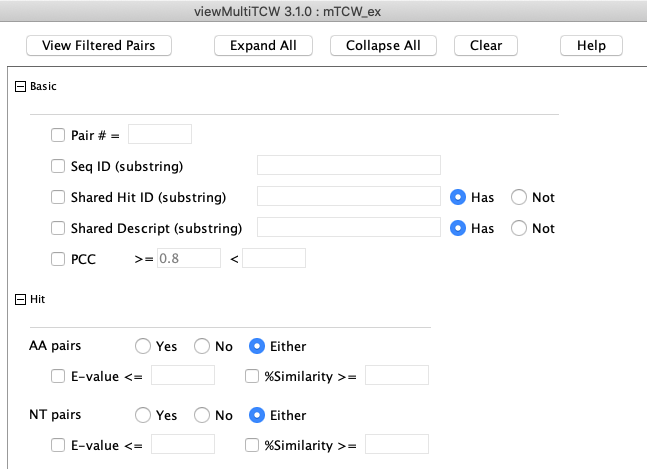 viewMultiTCW 3.1.0 : mTCW_ex
View Filtered Pairs Expand All Collapse All Clear Help
Basic
Pair # =
Seq ID (substring)
Shared Hit ID (substring) Has Not
Shared Descript (substring) Has Not
PCC >= 0.8 <
Hit
AA pairs Yes No Either
E-value <= %Similarity >=
NT pairs Yes No Either
E-value <= %Similarity >=